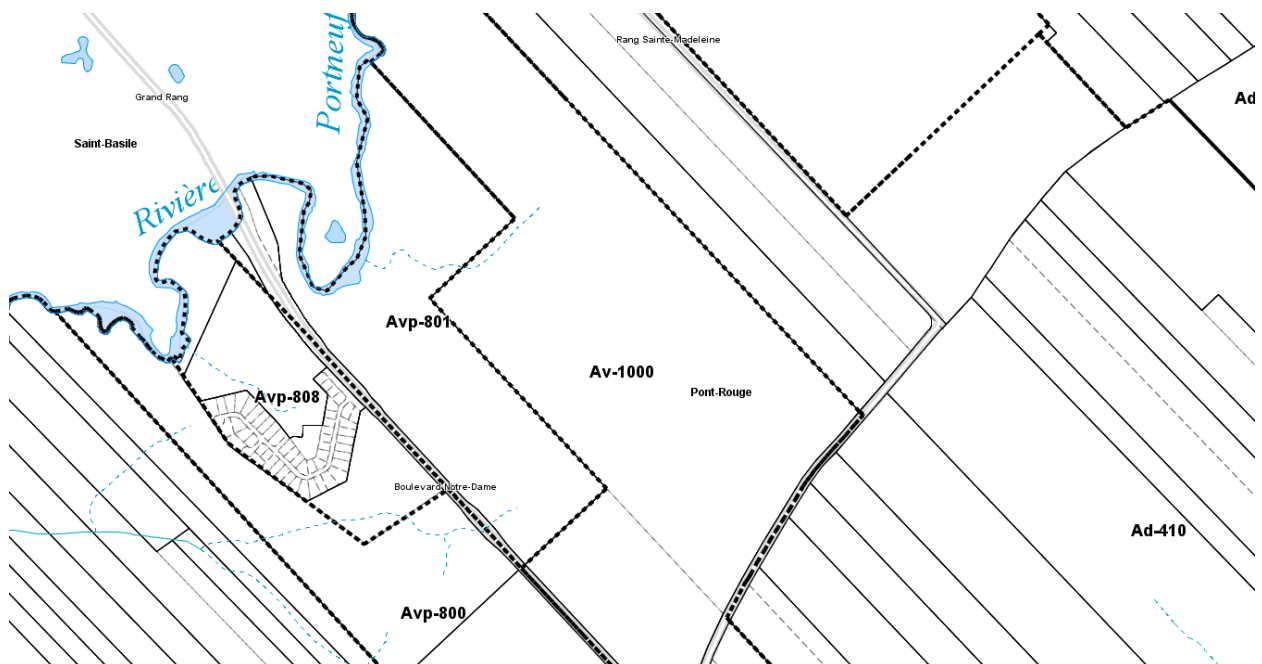 Rang Sainte-Madeleine
Portneuf
Grand Rang
Ad
Saint-Basile
Rivière
Avp-801
Av-1000
Pont-Rouge
Avp-808
Boulevard Notre-Dame
Ad-410
Avp-800